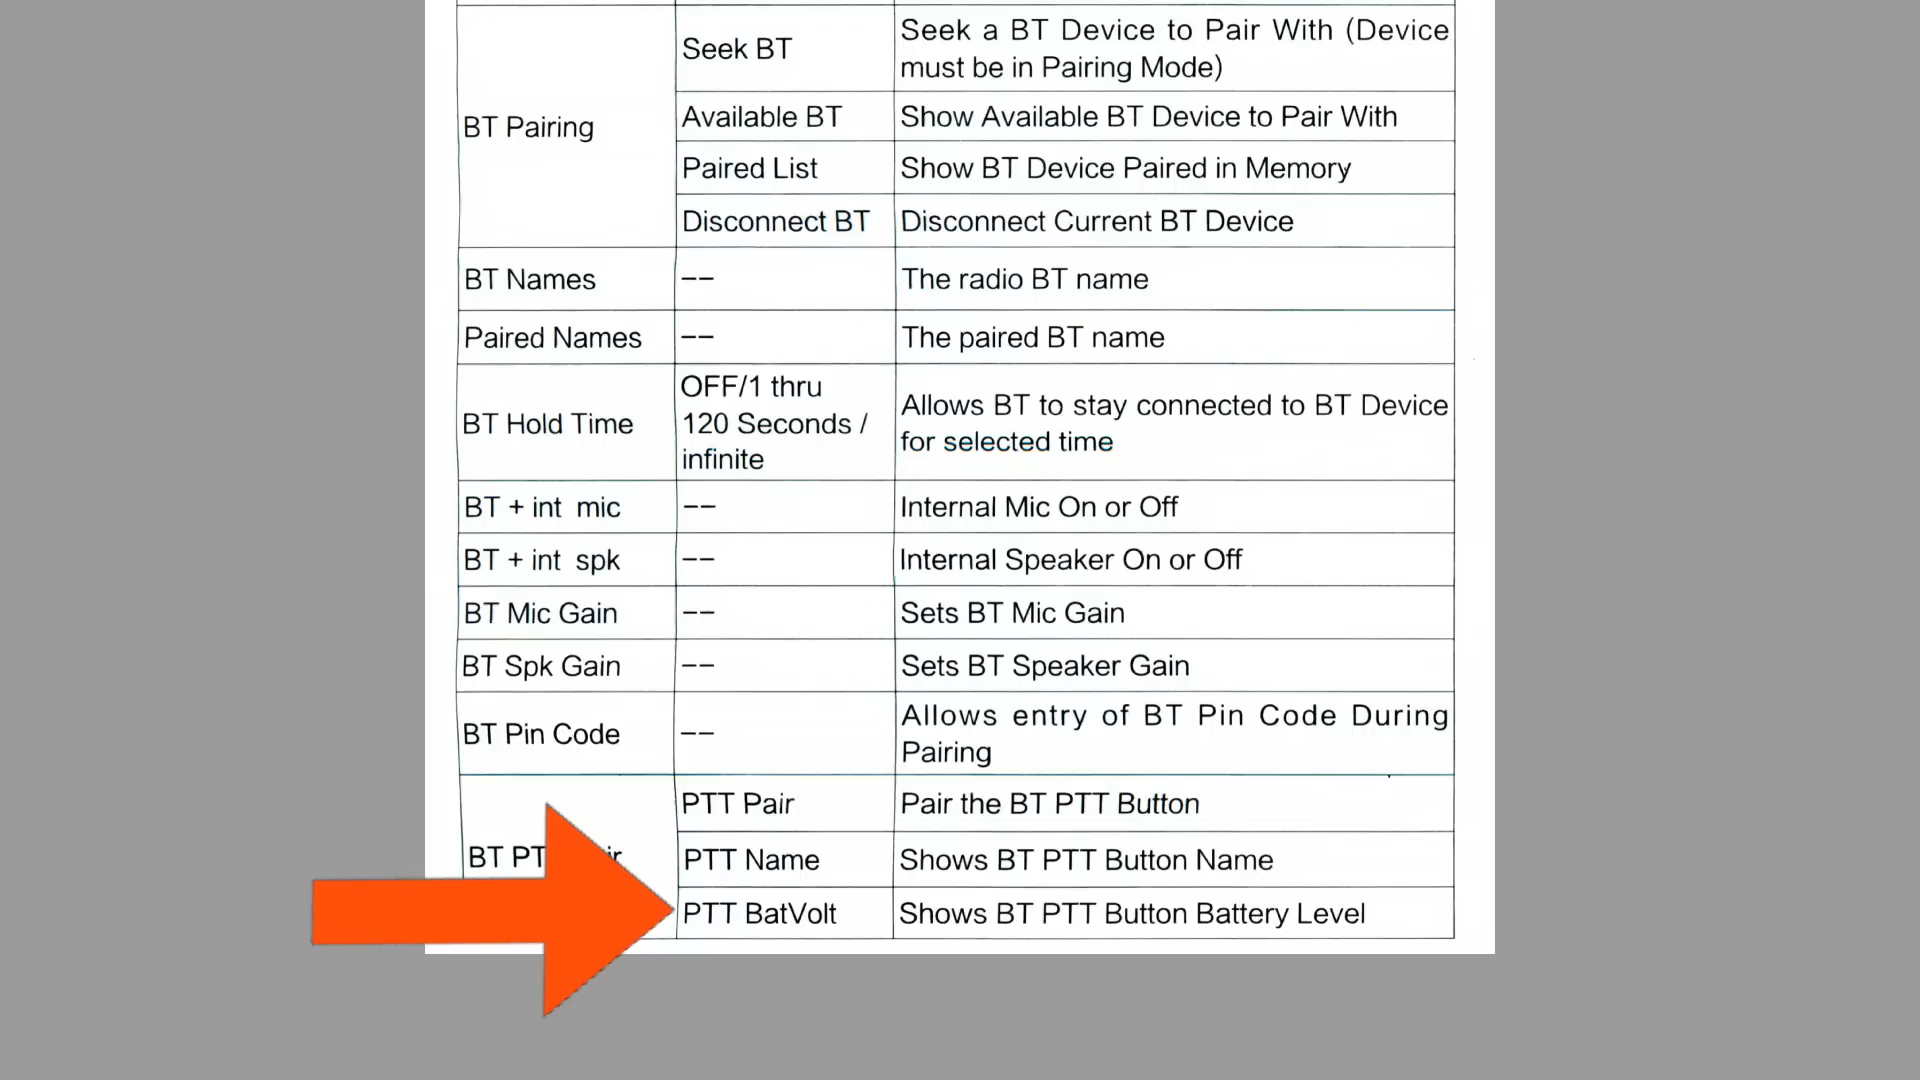 Seek BT
Seek a BT Device to Pair With (Device
must be in Pairing Mode)
BT Pairing
Available BT
Show Available BT Device to Pair With
Paired List
Show BT Device Paired in Memory
Disconnect BT
Disconnect Current BT Device
BT Names
--
The radio BT name
Paired Names
--
The paired BT name
BT Hold Time
OFF/1 thru
120 Seconds /
infinite
Allows BT to stay connected to BT Device
for selected time
BT + int mic
--
Internal Mic On or Off
BT + int spk
--
Internal Speaker On or Off
BT Mic Gain
--
Sets BT Mic Gain
BT Spk Gain
--
Sets BT Speaker Gain
BT Pin Code
--
Allows entry of BT Pin Code During
Pairing
PTT Pair
Pair the BT PTT Button
BT
PTT Name
Shows BT PTT Button Name
PTT BatVolt
Shows BT PTT Button Battery Level